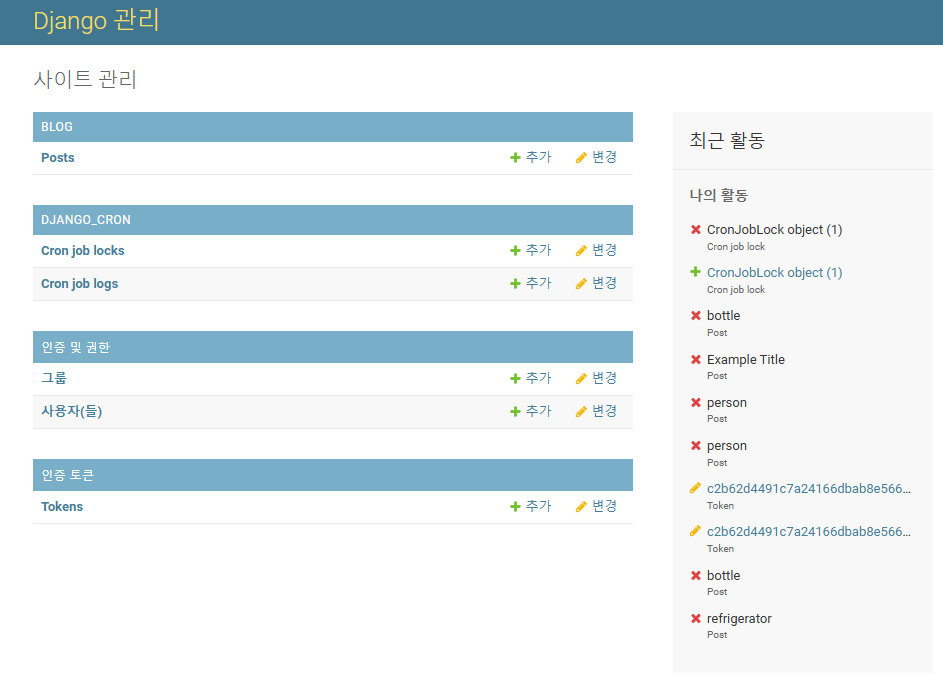 Django 관리
사이트 관리
BLOG
Posts 추가 변경
DJANGO_CRON
Cron job locks 추가 변경
Cron job logs 추가 변경
인증 및 권한
그룹 추가 변경
사용자(들) 추가 변경
인증 토큰
Tokens 추가 변경
최근 활동
나의 활동
CronJobLock object (1)
Cron job lock
CronJobLock object (1)
Cron job lock
bottle
Post
Example Title
Post
person
Post
person
Post
c2b62d4491c7a24166dbab8e566…
Token
c2b62d4491c7a24166dbab8e566…
Token
bottle
Post
refrigerator
Post